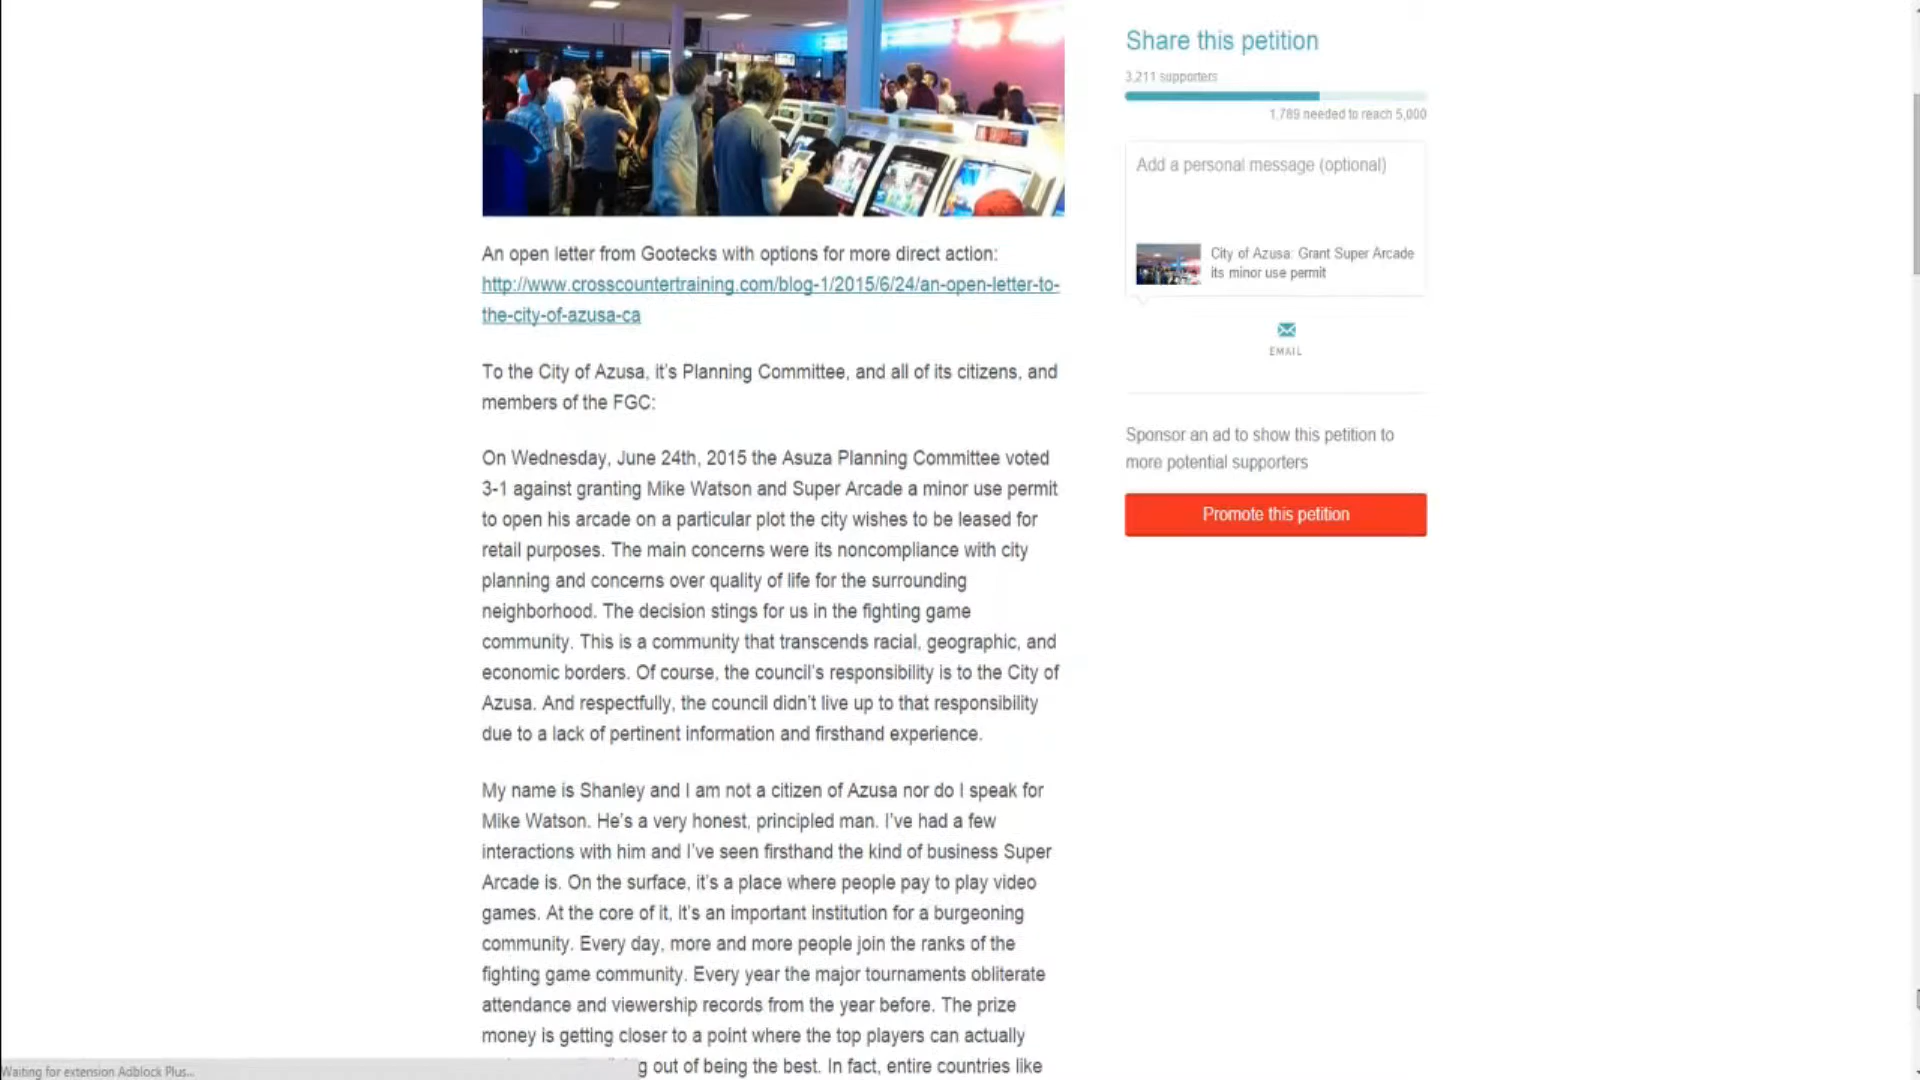 An open letter from Gootecks with options for more direct action:
http://www.crosscountertraining.com/blog-1/2015/6/24/an-open-letter-to-
the-city-of-azusa-ca
To the City of Azusa, it's Planning Committee, and all of its citizens, and
members of the FGC:
On Wednesday, June 24th, 2015 the Asuza Planning Committee voted
3-1 against granting Mike Watson and Super Arcade a minor use permit
to open his arcade on a particular plot the city wishes to be leased for
retail purposes. The main concerns were its noncompliance with city
planning and concerns over quality of life for the surrounding
neighborhood. The decision stings for us in the fighting game
community. This is a community that transcends racial, geographic, and
economic borders. Of course, the council's responsibility is to the City of
Azusa. And respectfully, the council didn't live up to that responsibility
due to a lack of pertinent information and firsthand experience.
My name is Shanley and I am not a citizen of Azusa nor do I speak for
Mike Watson. He's a very honest, principled man. I've had a few
interactions with him and I've seen firsthand the kind of business Super
Arcade is. On the surface, it's a place where people pay to play video
games. At the core of it, it's an important institution for a burgeoning
community. Every day, more and more people join the ranks of the
fighting game community. Every year the major tournaments obliterate
attendance and viewership records from the year before. The prize
money is getting closer to a point where the top players can actually
g out of being the best. In fact, entire countries like
Share this petition
3,211 supporters
1,789 needed to reach 5,000
Add a personal message (optional)
City of Azusa: Grant Super Arcade
its minor use permit
EMAIL
Sponsor an ad to show this petition to
more potential supporters
Promote this petition
Waiting for extension Adblock Plus...